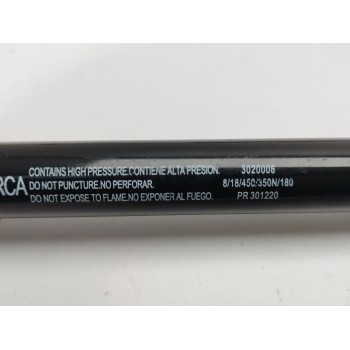 CONTAINS HIGH PRESSURE.CONTIENE ALTA PRESION. 3020006
RCA DO NOT PUNCTURE.NO PERFORAR. 8/18/450/350N/180
DO NOT EXPOSE TO FLAME.NO EXPONER AL FUEGO. PR 301220